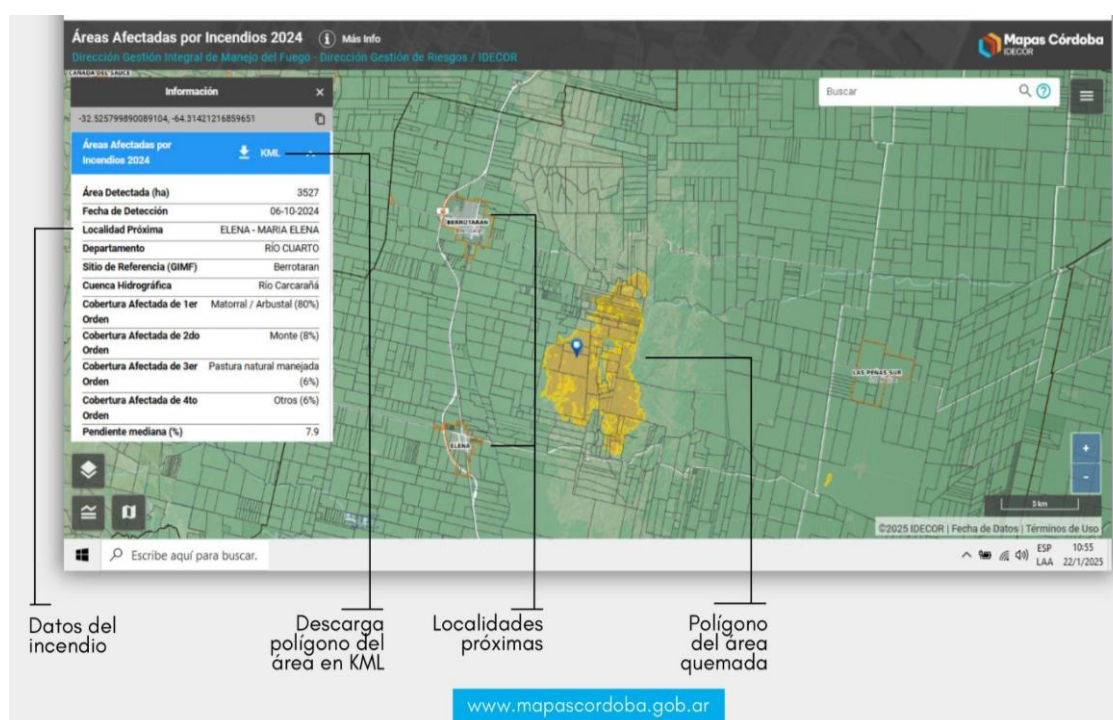 Áreas Afectadas por Incendios 2024 i Más Info
Dirección Gestión Integral de Manejo del Fuego - Dirección Gestión de Riesgos / IDECOR
Mapas Córdoba
IDECOR
CAÑADA DEL SAUCE
Información ×
-32.525799890089104, -64.31421216859651
Áreas Afectadas por
Incendios 2024
KML
Área Detectada (ha) 3527
Fecha de Detección 06-10-2024
Localidad Próxima ELENA - MARIA ELENA
Departamento RÍO CUARTO
Sitio de Referencia (GIMF) Berrotaran
Cuenca Hidrográfica Río Carcarañá
Cobertura Afectada de 1er Matorral / Arbustal (80%)
Orden
Cobertura Afectada de 2do Monte (8%)
Orden
Cobertura Afectada de 3er Pastura natural manejada
Orden (6%)
Cobertura Afectada de 4to Otros (6%)
Orden
Pendiente mediana (%) 7.9
Buscar ?
BERROTARAN
LAS PEÑAS SUR
ELENA
+
-
5 km
©2025 IDECOR | Fecha de Datos | Términos de Uso
Escribe aquí para buscar.
ESP 10:55
LAA 22/1/2025
Datos del
incendio
Descarga
polígono del
área en KML
Localidades
próximas
Polígono
del área
quemada
www.mapascordoba.gob.ar